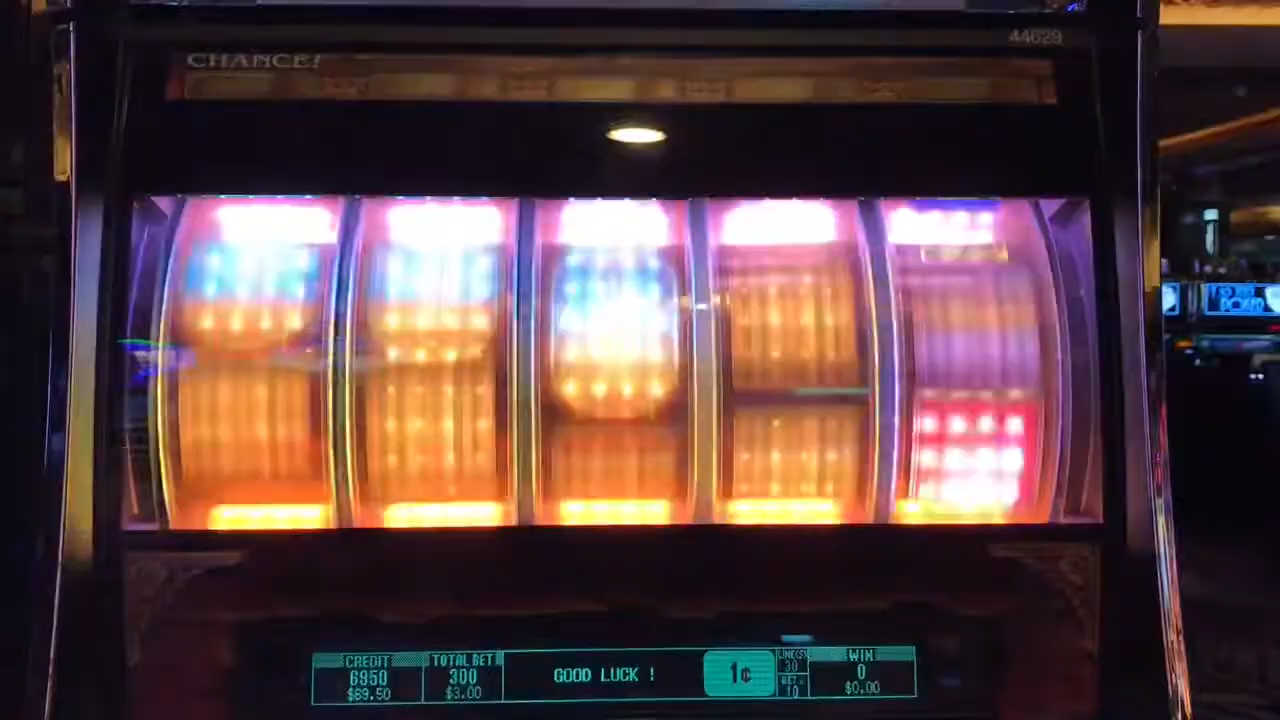 CHANCE!
44629
CREDIT
6950
$69.50
TOTAL BET
300
$3.00
GOOD LUCK !
1¢
LINE(S)
30
BET x
10
WIN
0
$0.00
POKER